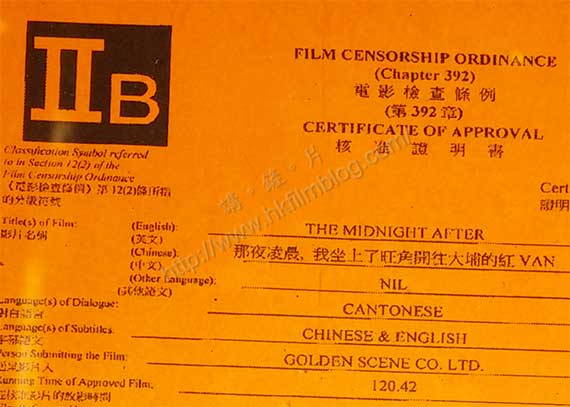 IIB
FILM CENSORSHIP ORDINANCE
(Chapter 392)
電影檢查條例
(第 392 章)
CERTIFICATE OF APPROVAL
核准證明書
Classification Symbol referred
to in Section 12(2) of the
Film Censorship Ordinance
《電影檢查條例》第 12(2)條所指
的分級符號
Cert
證明
Title(s) of Film: (English): THE MIDNIGHT AFTER
影片名稱 (英文)
(Chinese): 那夜凌晨, 我坐上了旺角開往大埔的紅 VAN
(中文)
(Other Language): NIL
(其他語文)
Language(s) of Dialogue: CANTONESE
對白語言
Language(s) of Subtitles: CHINESE & ENGLISH
字幕語文
Person Submitting the Film: GOLDEN SCENE CO. LTD.
呈交影片人
Running Time of Approved Film: 120.42
經核准影片的放影時間
http://www.hkfilmblog.com